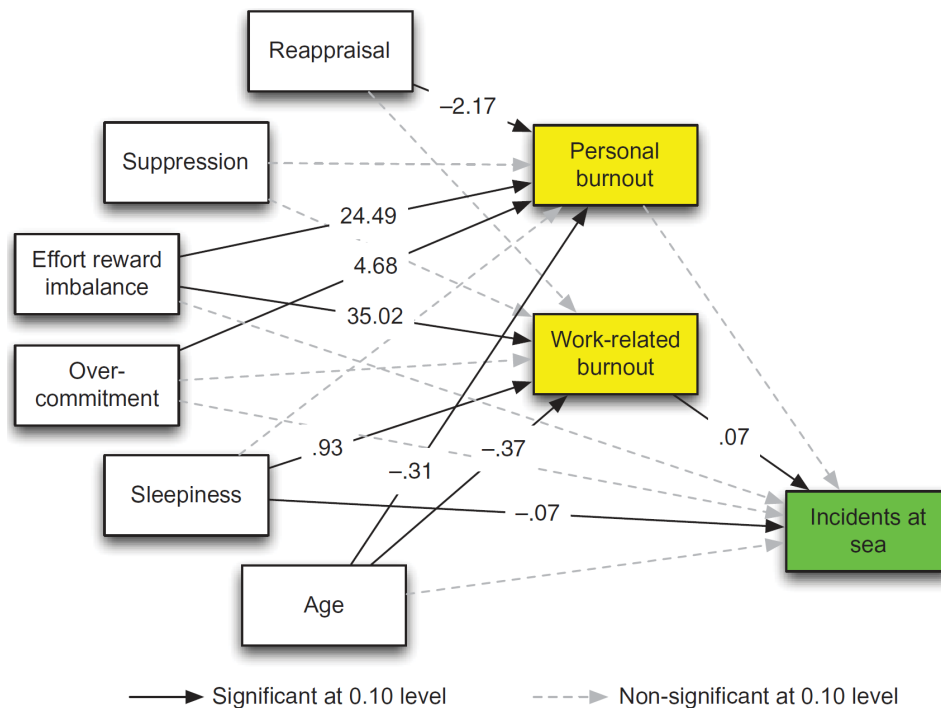 Reappraisal
–2.17
Suppression
Personal
burnout
24.49
Effort reward
imbalance
4.68
35.02
Over-
commitment
Work-related
burnout
.93
–.37
.07
–.31
Sleepiness
–.07
Incidents at
sea
Age
Significant at 0.10 level
Non-significant at 0.10 level